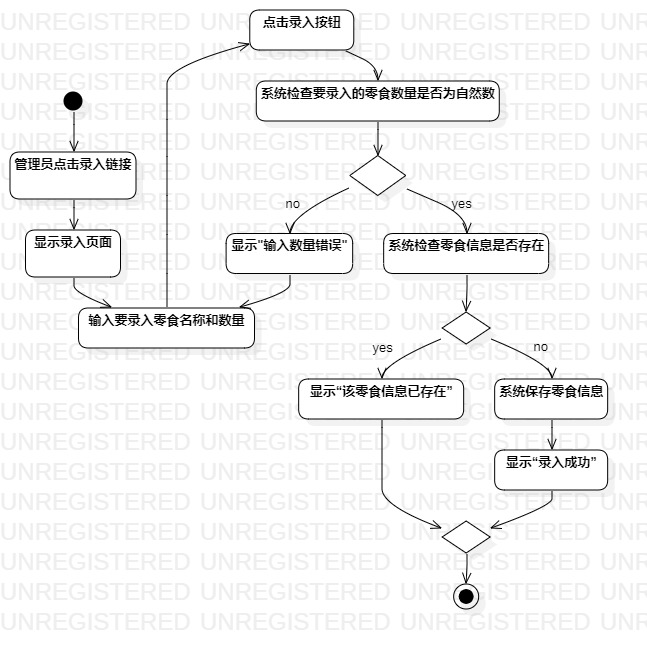 点击录入按钮
系统检查要录入的零食数量是否为自然数
管理员点击录入链接
no
yes
显示录入页面
显示"输入数量错误"
系统检查零食信息是否存在
输入要录入零食名称和数量
yes
no
显示“该零食信息已存在”
系统保存零食信息
显示“录入成功”
UNREGISTERED